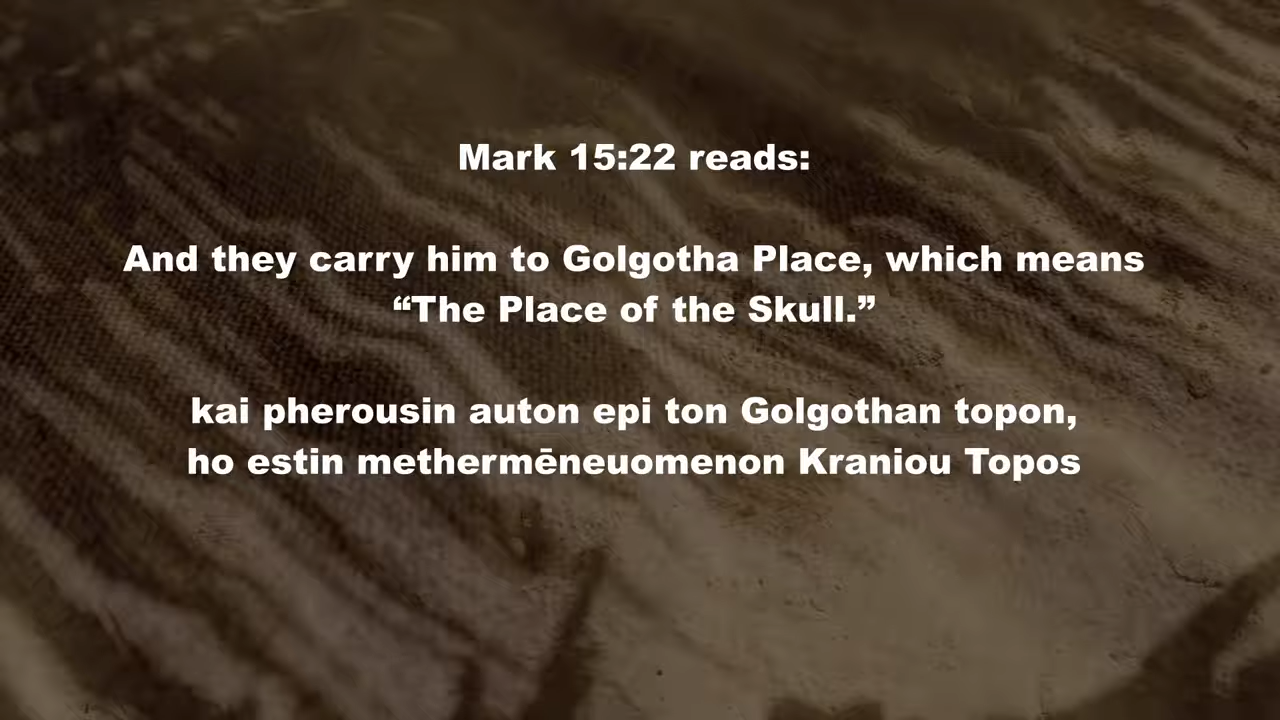 Mark 15:22 reads:
And they carry him to Golgotha Place, which means
“The Place of the Skull.”
kai pherousin auton epi ton Golgothan topon,
ho estin methermēneuomenon Kraniou Topos